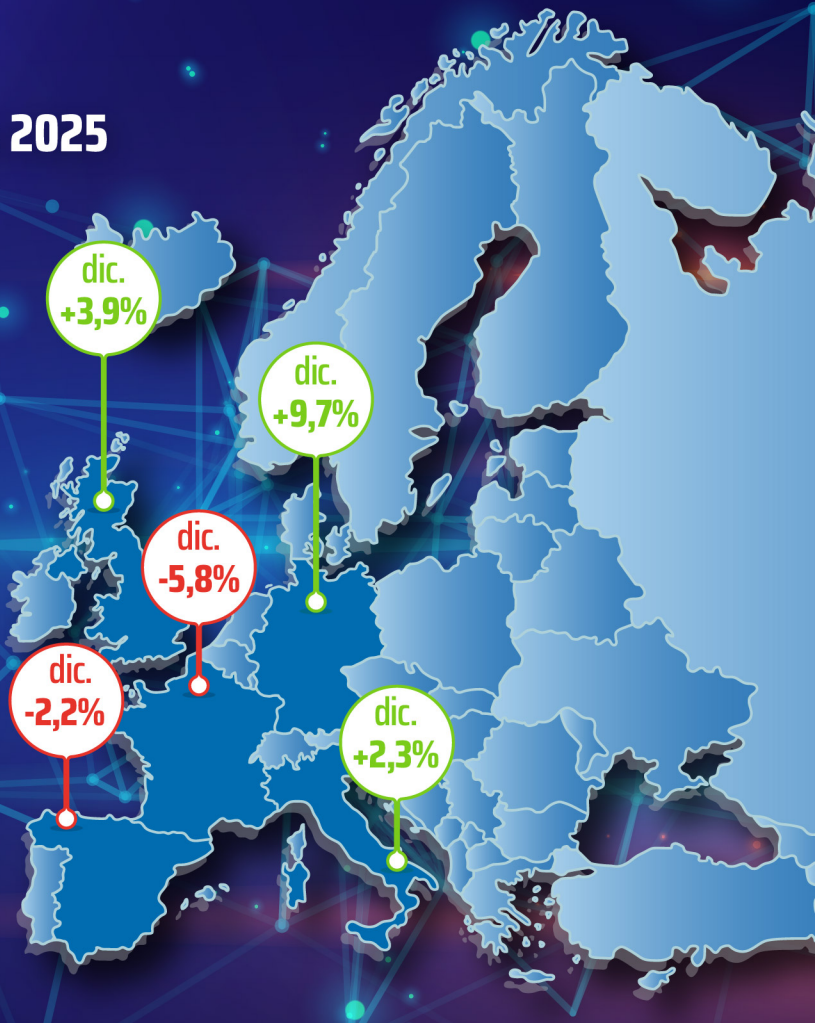 2025
dic.
+3,9%
dic.
+9,7%
dic.
-5,8%
dic.
-2,2%
dic.
+2,3%